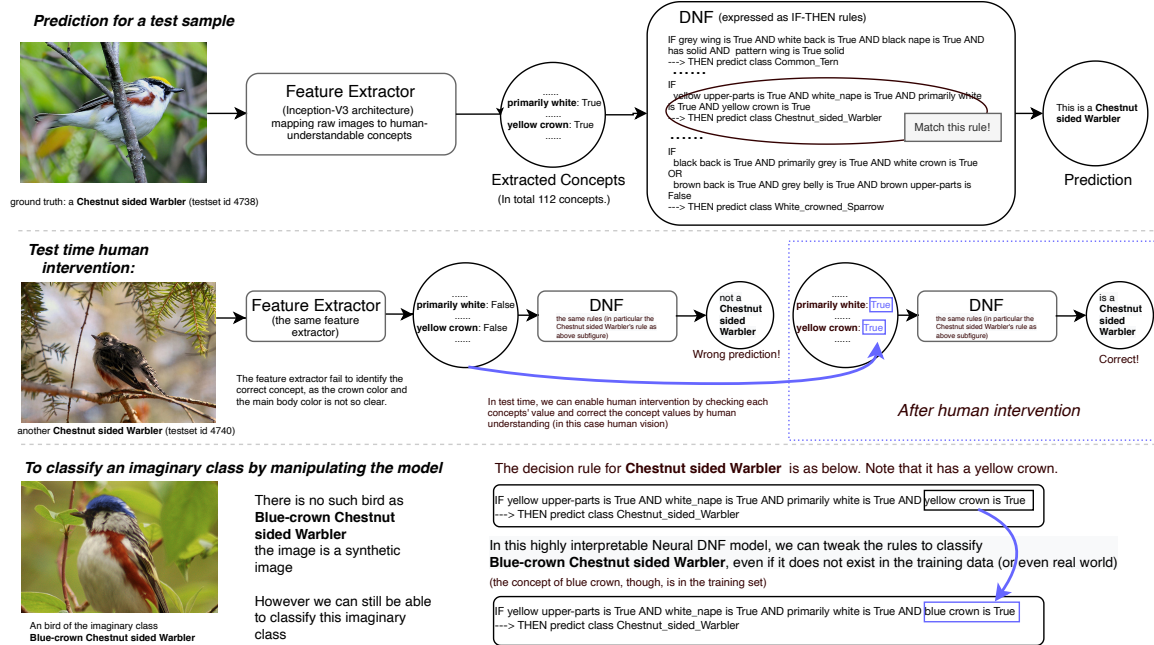 Prediction for a test sample
ground truth: a Chestnut sided Warbler (testset id 4738)
Feature Extractor
(Inception-V3 architecture)
mapping raw images to human-
understandable concepts
......
primarily white: True
....
yellow crown: True
......
Extracted Concepts
(In total 112 concepts.)
DNF (expressed as IF-THEN rules)
IF grey wing is True AND white back is True AND black nape is True AND
has solid AND pattern wing is True solid
---> THEN predict class Common_Tern
......
IF
yellow upper-parts is True AND white_nape is True AND primarily white
is True AND yellow crown is True
---> THEN predict class Chestnut_sided_Warbler
Match this rule!
......
IF
black back is True AND primarily grey is True AND white crown is True
OR
brown back is True AND grey belly is True AND brown upper-parts is
False
---> THEN predict class White_crowned_Sparrow
This is a Chestnut
sided Warbler
Prediction
Test time human
intervention:
another Chestnut sided Warbler (testset id 4740)
Feature Extractor
(the same feature
extractor)
The feature extractor fail to identify the
correct concept, as the crown color and
the main body color is not so clear.
......
primarily white: False
....
yellow crown: False
......
DNF
the same rules (in particular the
Chestnut sided Warbler's rule as
above subfigure)
not a
Chestnut
sided
Warbler
Wrong prediction!
In test time, we can enable human intervention by checking each
concepts' value and correct the concept values by human
understanding (in this case human vision)
......
primarily white: True
....
yellow crown: True
......
DNF
the same rules (in particular the
Chestnut sided Warbler's rule as
above subfigure)
is a
Chestnut
sided
Warbler
Correct!
After human intervention
To classify an imaginary class by manipulating the model
An bird of the imaginary class
Blue-crown Chestnut sided Warbler
There is no such bird as
Blue-crown Chestnut
sided Warbler
the image is a synthetic
image
However we can still be able
to classify this imaginary
class
The decision rule for Chestnut sided Warbler is as below. Note that it has a yellow crown.
IF yellow upper-parts is True AND white_nape is True AND primarily white is True AND yellow crown is True
---> THEN predict class Chestnut_sided_Warbler
In this highly interpretable Neural DNF model, we can tweak the rules to classify
Blue-crown Chestnut sided Warbler, even if it does not exist in the training data (or even real world)
(the concept of blue crown, though, is in the training set)
IF yellow upper-parts is True AND white_nape is True AND primarily white is True AND blue crown is True
---> THEN predict class Chestnut_sided_Warbler